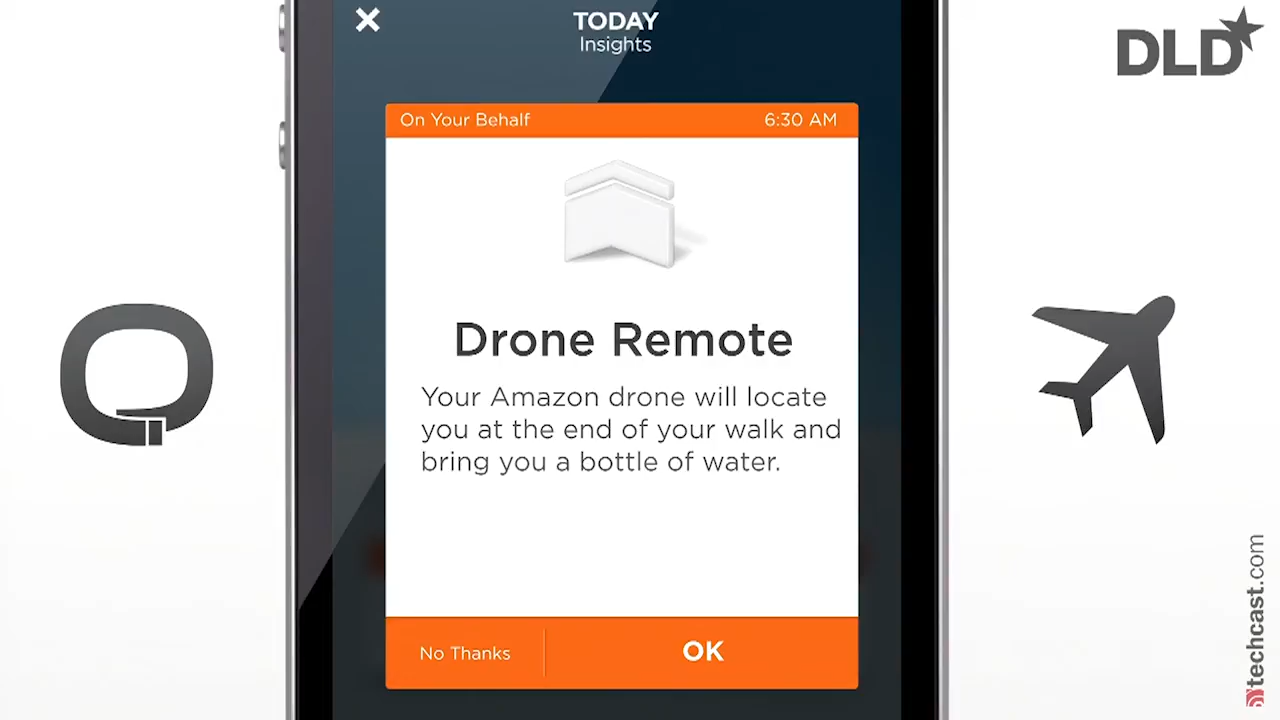 TODAY
Insights
DLD
On Your Behalf
6:30 AM
Drone Remote
Your Amazon drone will locate
you at the end of your walk and
bring you a bottle of water.
No Thanks
OK
techcast.com